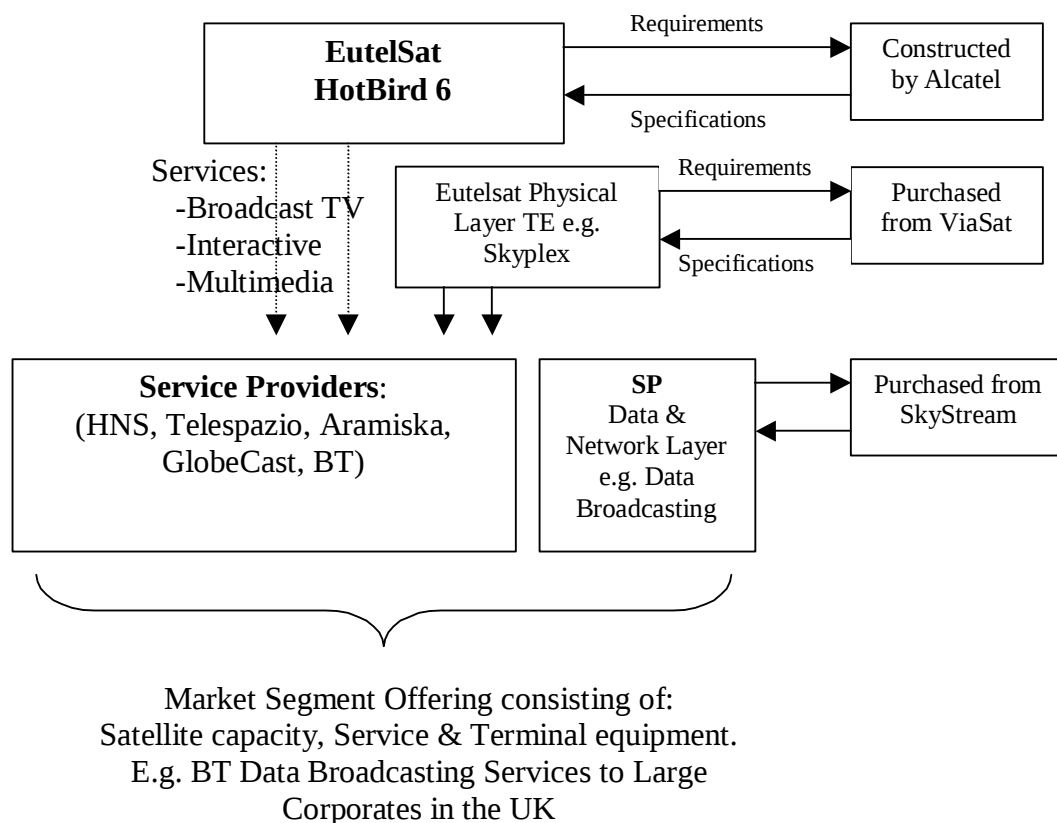 EutelSat
HotBird 6
Requirements
Constructed
by Alcatel
Specifications
Services:
-Broadcast TV
-Interactive
-Multimedia
Eutelsat Physical
Layer TE e.g.
Skyplex
Requirements
Purchased
from ViaSat
Specifications
Service Providers:
(HNS, Telespazio, Aramiska,
GlobeCast, BT)
SP
Data &
Network Layer
e.g. Data
Broadcasting
Purchased from
SkyStream
Market Segment Offering consisting of:
Satellite capacity, Service & Terminal equipment.
E.g. BT Data Broadcasting Services to Large
Corporates in the UK